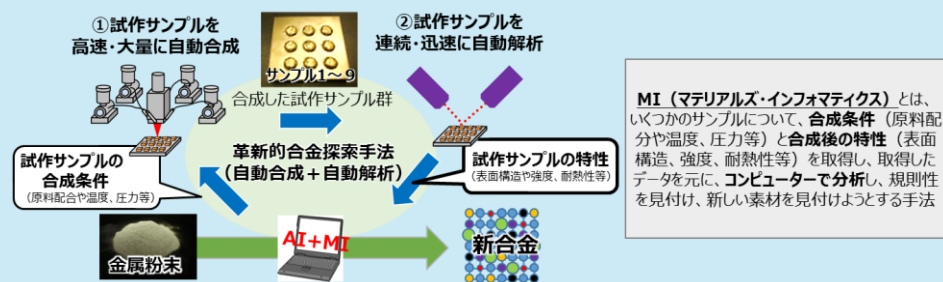 ①試作サンプルを
高速・大量に自動合成
サンプル1～9
合成した試作サンプル群
②試作サンプルを
連続・迅速に自動解析
革新的合金探索手法
(自動合成+自動解析)
試作サンプルの
合成条件
(原料配合や温度、圧力等)
試作サンプルの特性
(表面構造や強度、耐熱性等)
金属粉末
AI+MI
新合金
MI（マテリアルズ・インフォマティクス）とは、
いくつかのサンプルについて、合成条件（原料配
分や温度、圧力等）と合成後の特性（表面
構造、強度、耐熱性等）を取得し、取得した
データを元に、コンピューターで分析し、規則性
を見付け、新しい素材を見付けようとする手法